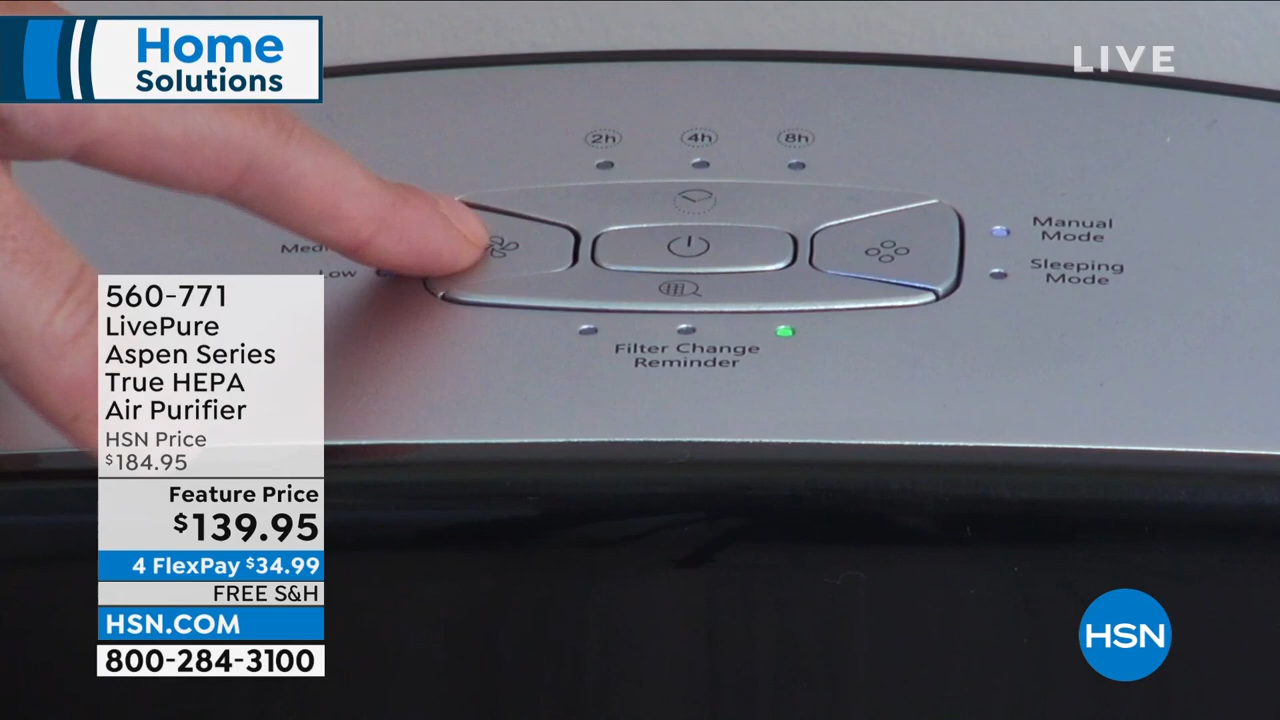 Home
Solutions
LIVE
2h 4h 8h
Manual
Mode
Sleeping
Mode
Low
Filter Change
Reminder
560-771
LivePure
Aspen Series
True HEPA
Air Purifier
HSN Price
$184.95
Feature Price
$139.95
4 FlexPay $34.99
FREE S&H
HSN.COM
800-284-3100
HSN